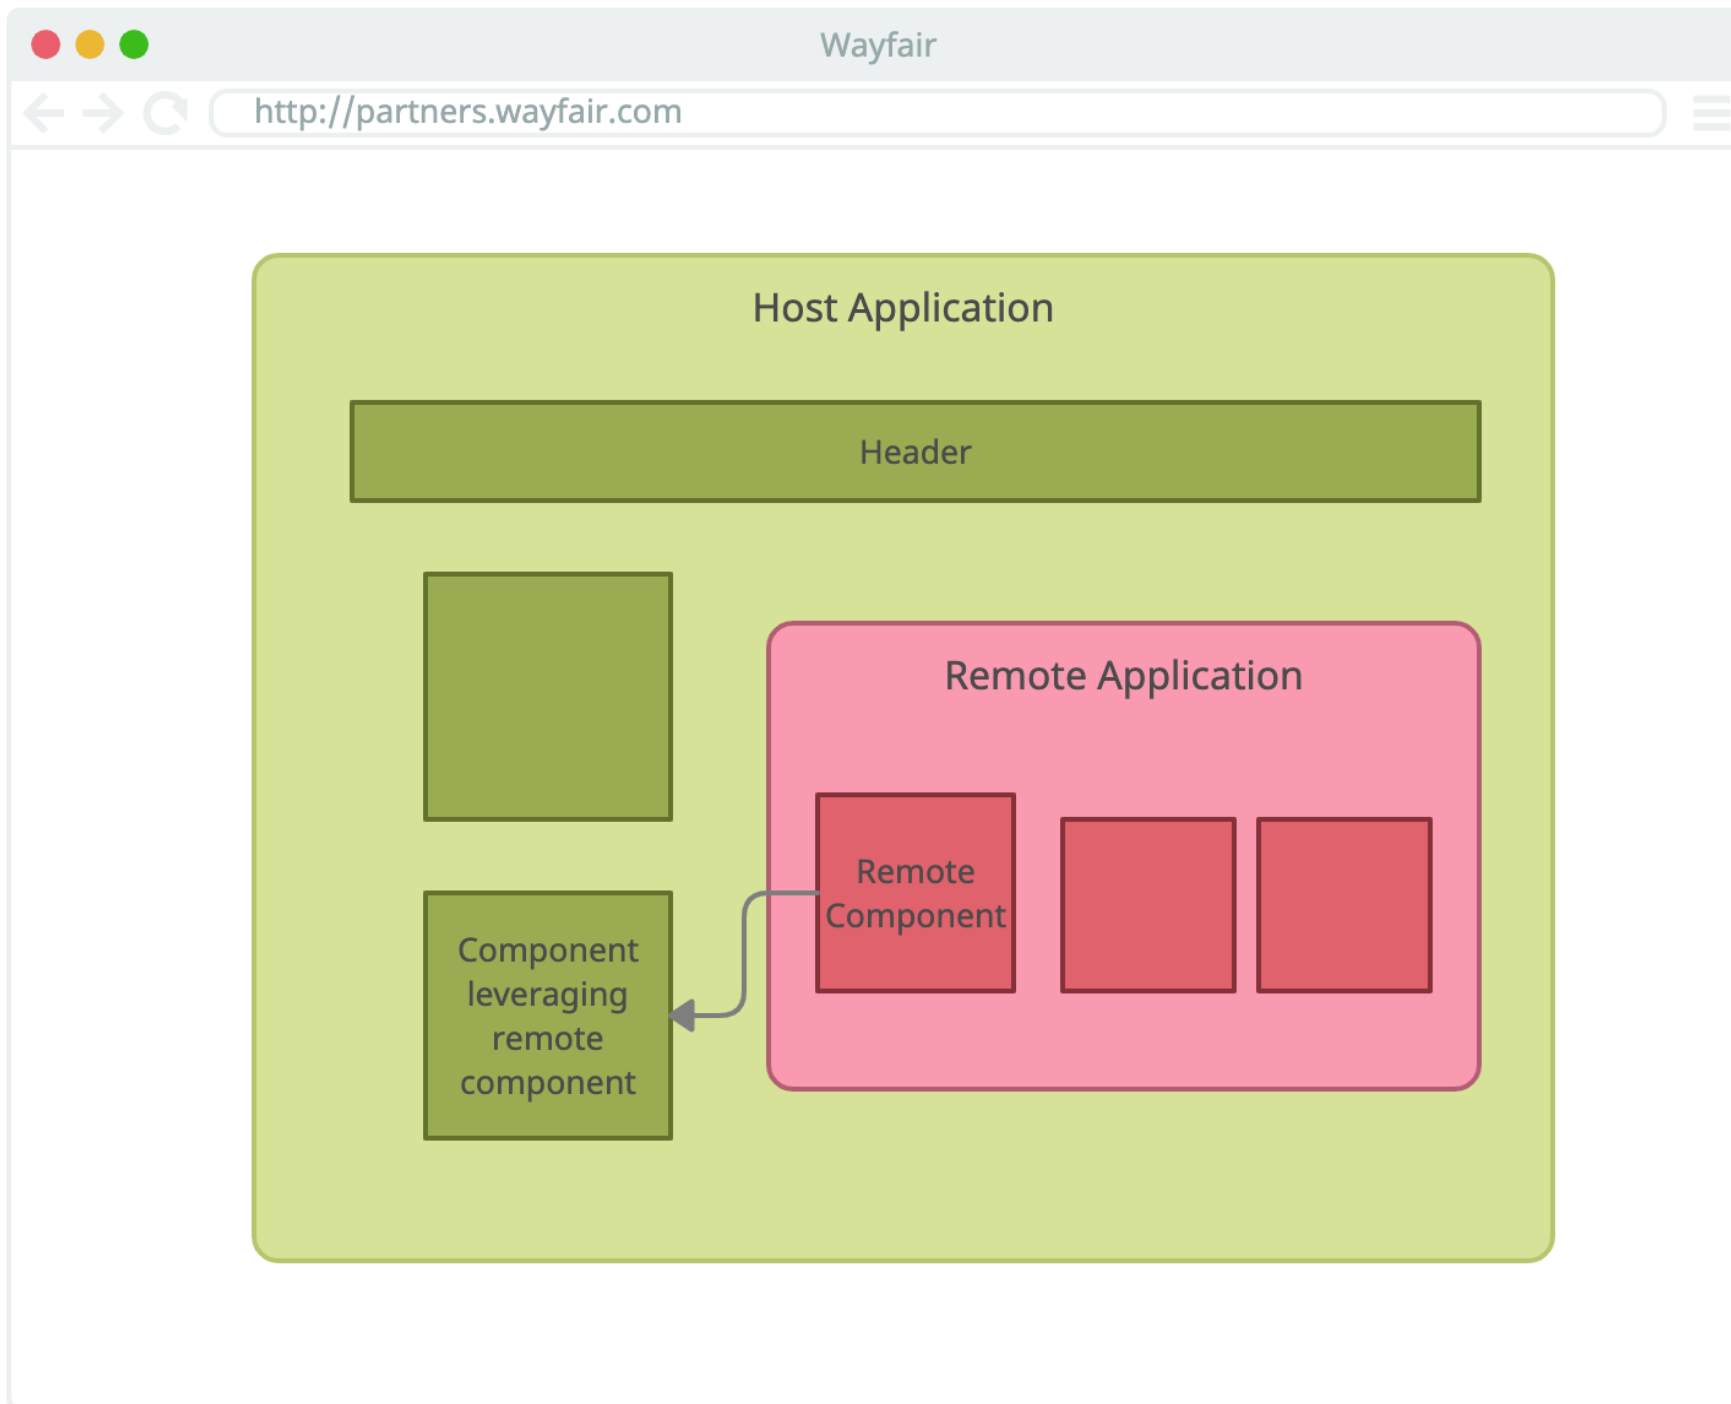 Wayfair
http://partners.wayfair.com
Host Application
Header
Remote Application
Remote
Component
Component
leveraging
remote
component